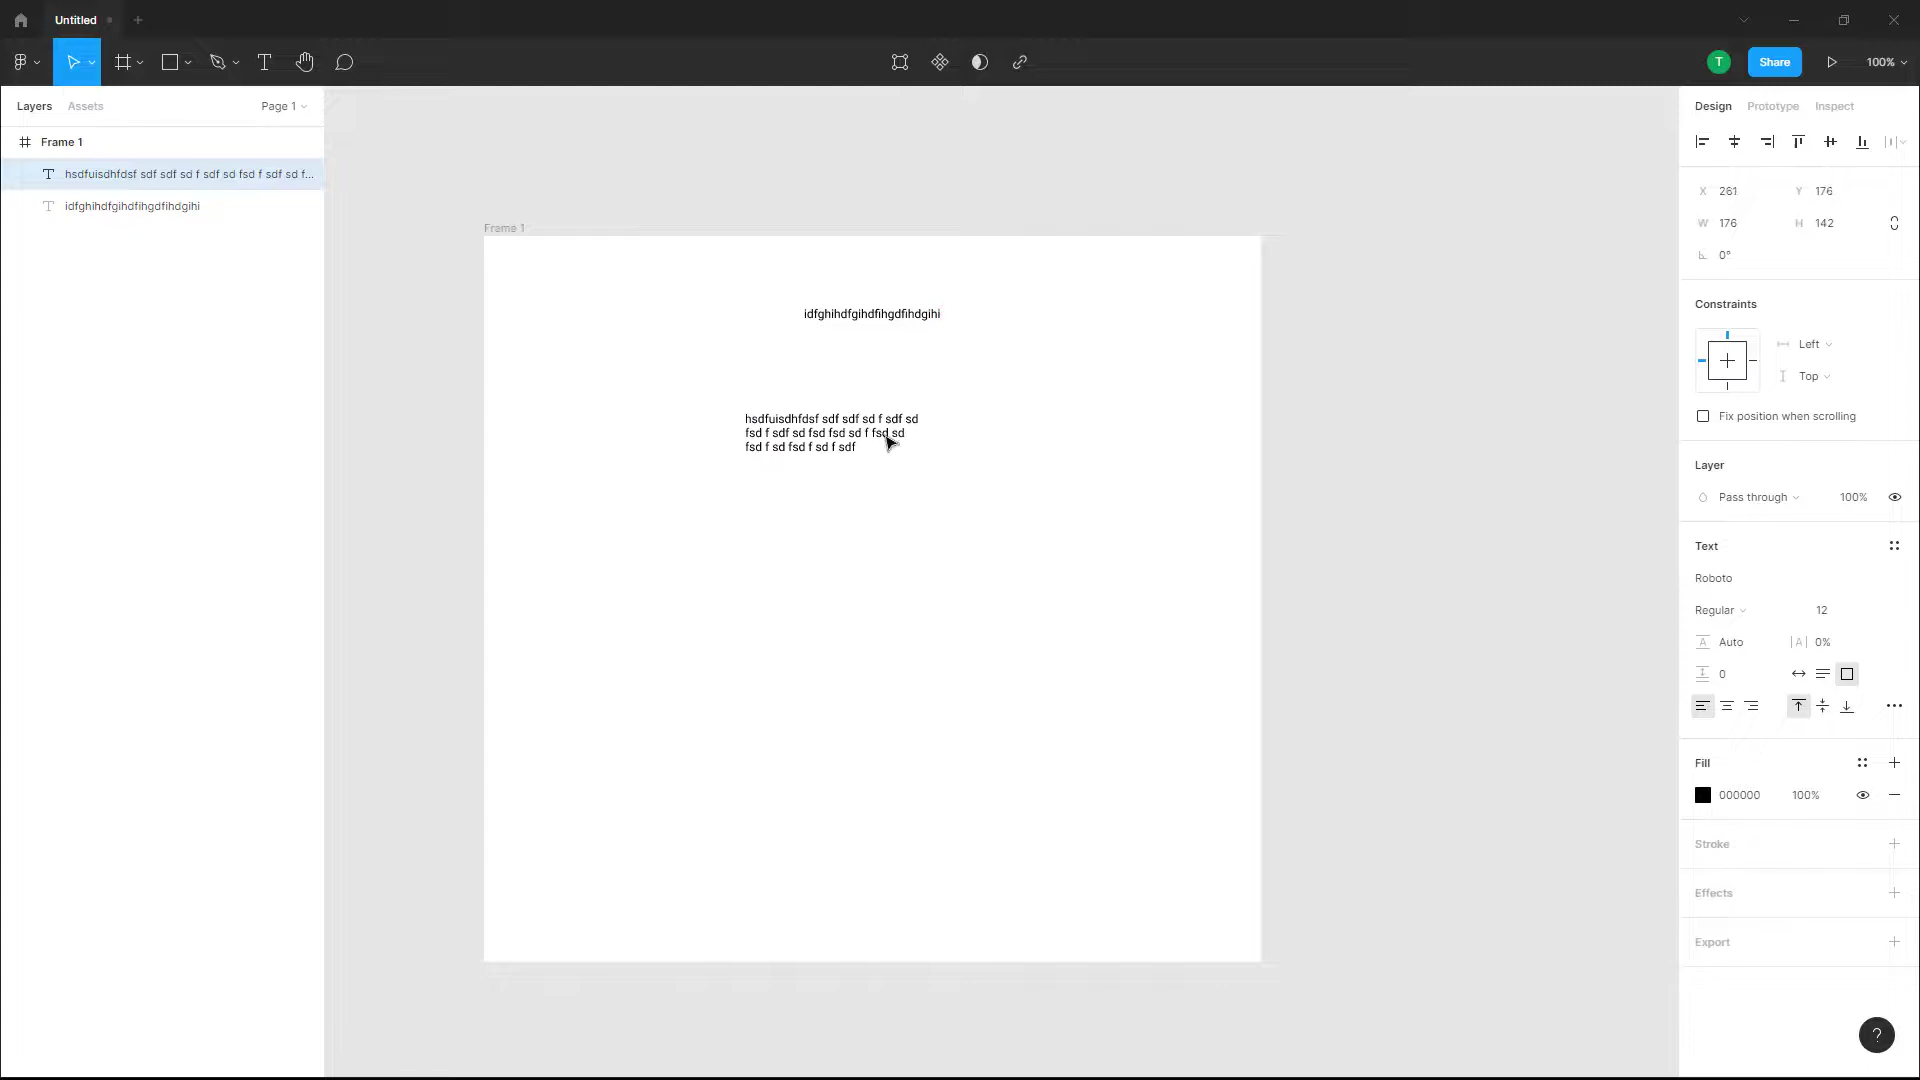 Untitled
Share
100%
Layers
Assets
Page 1
Design
Prototype
Inspect
Frame 1
hsdfuisdhfdsf sdf sdf sd f sdf sd fsd f sdf sd f...
idfghihdfgihdfihgdfihdgihi
Frame 1
idfghihdfgihdfihgdfihdgihi
hsdfuisdhfdsf sdf sdf sd f sdf sd
fsd f sdf sd fsd fsd sd f fsd sd
fsd f sd fsd f sd f sdf
X 261 Y 176
W 176 H 142
0°
Constraints
Left
Top
Fix position when scrolling
Layer
Pass through 100%
Text
Roboto
Regular 12
A Auto |A| 0%
0
Fill
000000 100%
Stroke
Effects
Export
T
?